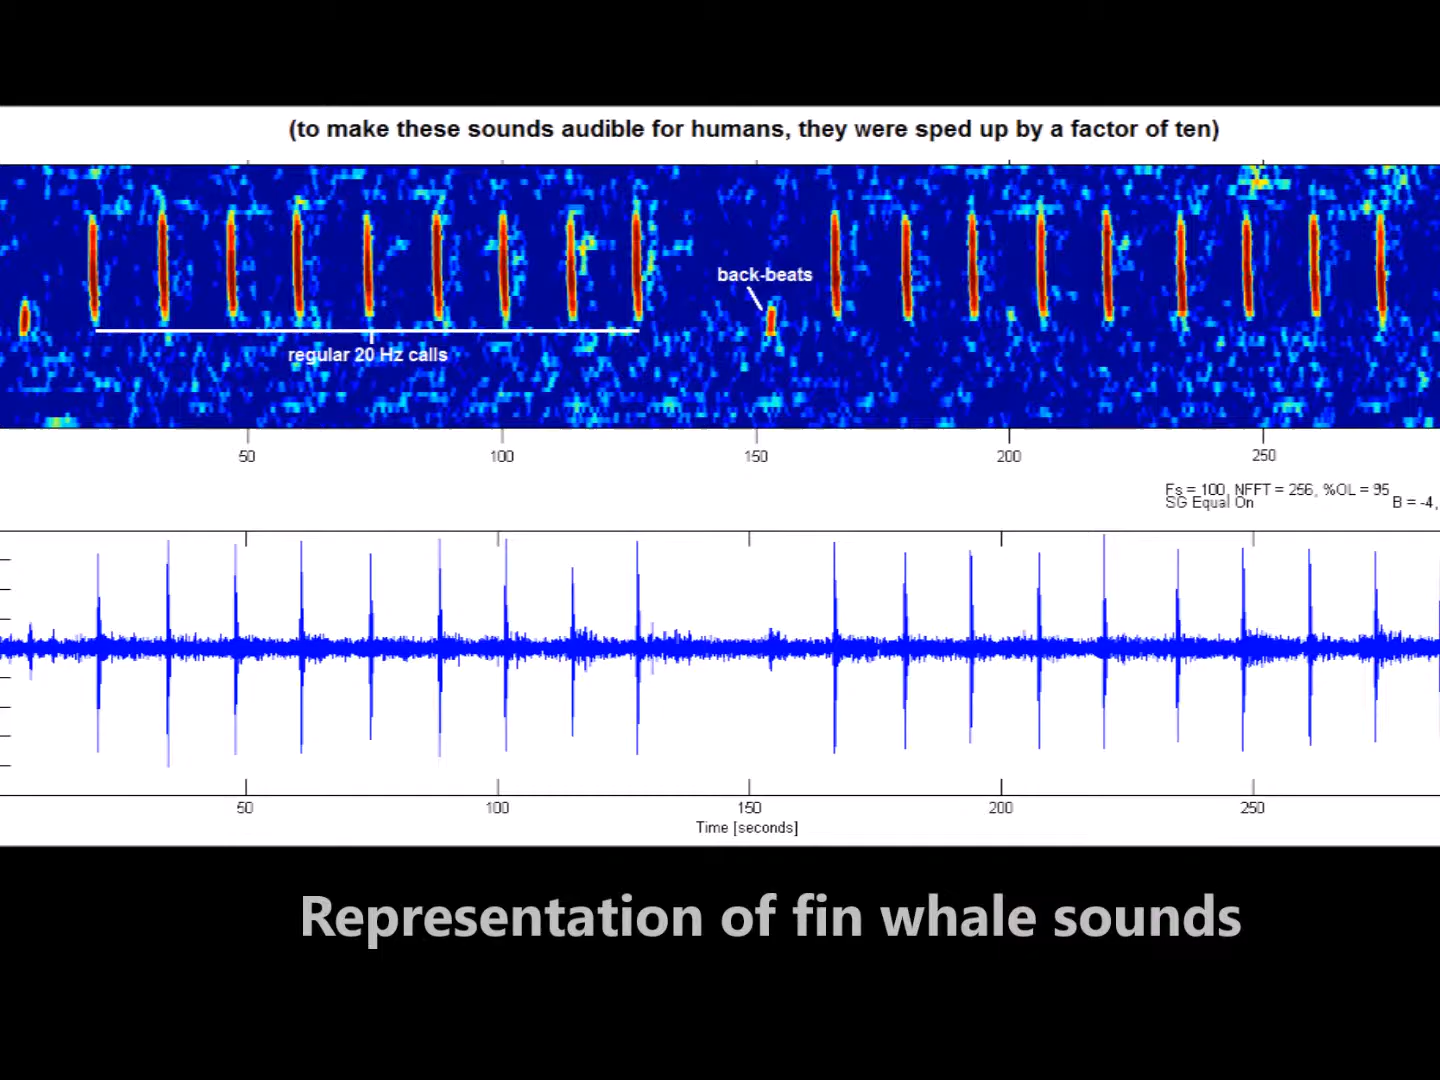 (to make these sounds audible for humans, they were sped up by a factor of ten)
back-beats
regular 20 Hz calls
50 100 150 200 250
Fs = 100, NFFT = 256, %OL = 95
SG Equal On B = -4,
50 100 150 200 250
Time [seconds]
Representation of fin whale sounds